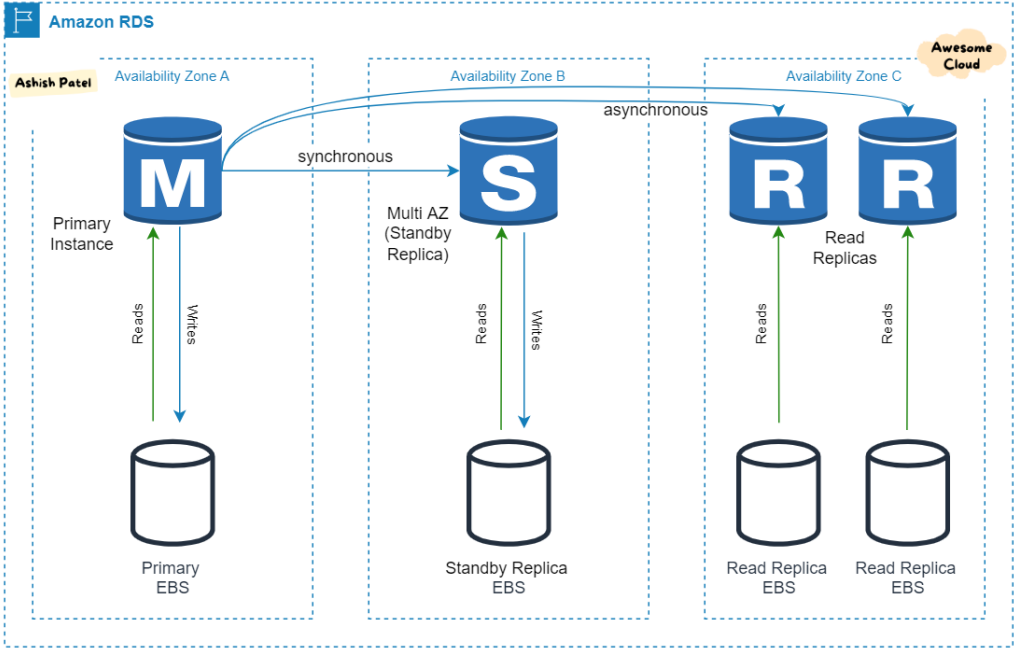 Amazon RDS
Ashish Patel
Awesome
Cloud
Availability Zone A
Availability Zone B
Availability Zone C
asynchronous
synchronous
M
S
R
R
Primary
Instance
Multi AZ
(Standby
Replica)
Read
Replicas
Reads
Writes
Reads
Writes
Reads
Reads
Primary
EBS
Standby Replica
EBS
Read Replica
EBS
Read Replica
EBS